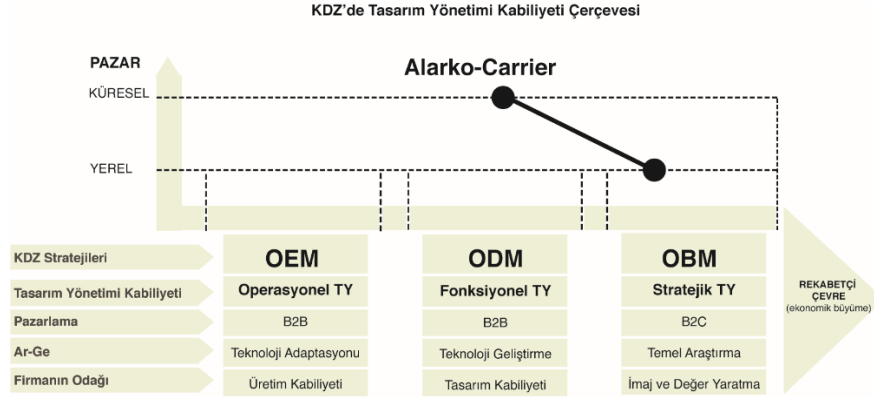 KDZ’de Tasarım Yönetimi Kabiliyeti Çerçevesi
PAZAR
Alarko-Carrier
KÜRESEL
YEREL
KDZ Stratejileri
OEM
ODM
OBM
Tasarım Yönetimi Kabiliyeti
Operasyonel TY
Fonksiyonel TY
Stratejik TY
Pazarlama
B2B
B2B
B2C
Ar-Ge
Teknoloji Adaptasyonu
Teknoloji Geliştirme
Temel Araştırma
Firmanın Odağı
Üretim Kabiliyeti
Tasarım Kabiliyeti
İmaj ve Değer Yaratma
REKABETÇİ
ÇEVRE
(ekonomik büyüme)